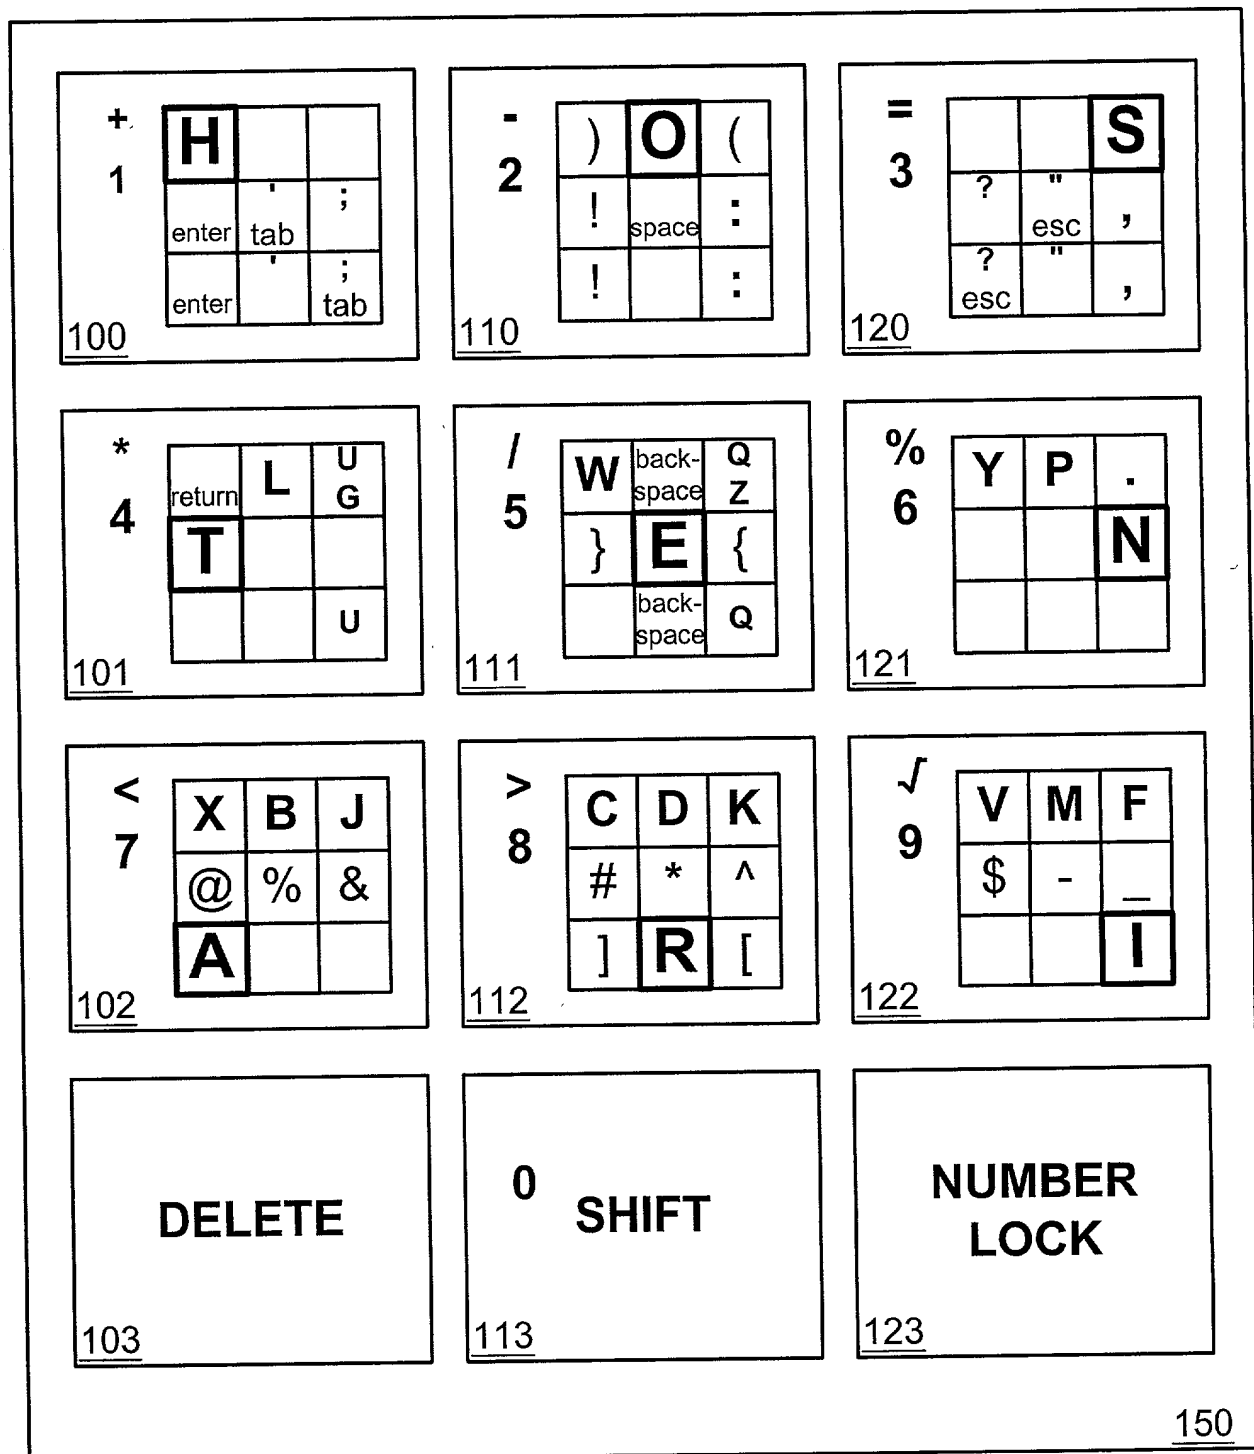 +
1
H
enter ' tab ;
enter ' ; tab
100
-
2
) O (
! space :
! :
110
=
3
S
? " esc ,
? esc " ,
120
*
4
return L U G
T
U
101
/
5
W back-space Q Z
} E {
back-space Q
111
%
6
Y P .
N
121
<
7
X B J
@ % &
A
102
>
8
C D K
# * ^
] R [
112
√
9
V M F
$ - _
I
122
DELETE
103
0
SHIFT
113
NUMBER
LOCK
123
150